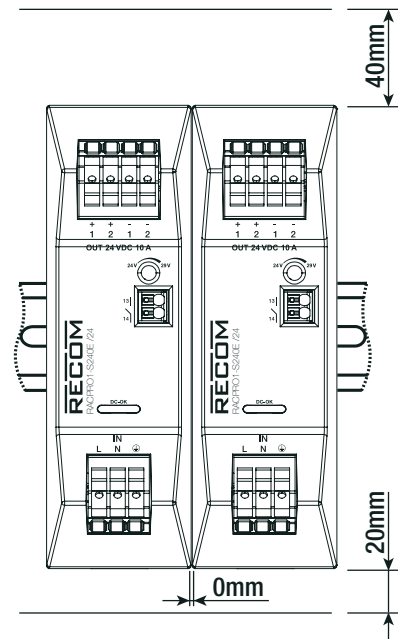 40mm
+ + - -
1 2 1 2
OUT 24 VDC 10 A
24V 29V
13
14
RECOM
RACPRO1-S240E /24
DC-OK
IN
L N
+ + - -
1 2 1 2
OUT 24 VDC 10 A
24V 29V
13
14
RECOM
RACPRO1-S240E /24
DC-OK
IN
L N
20mm
0mm